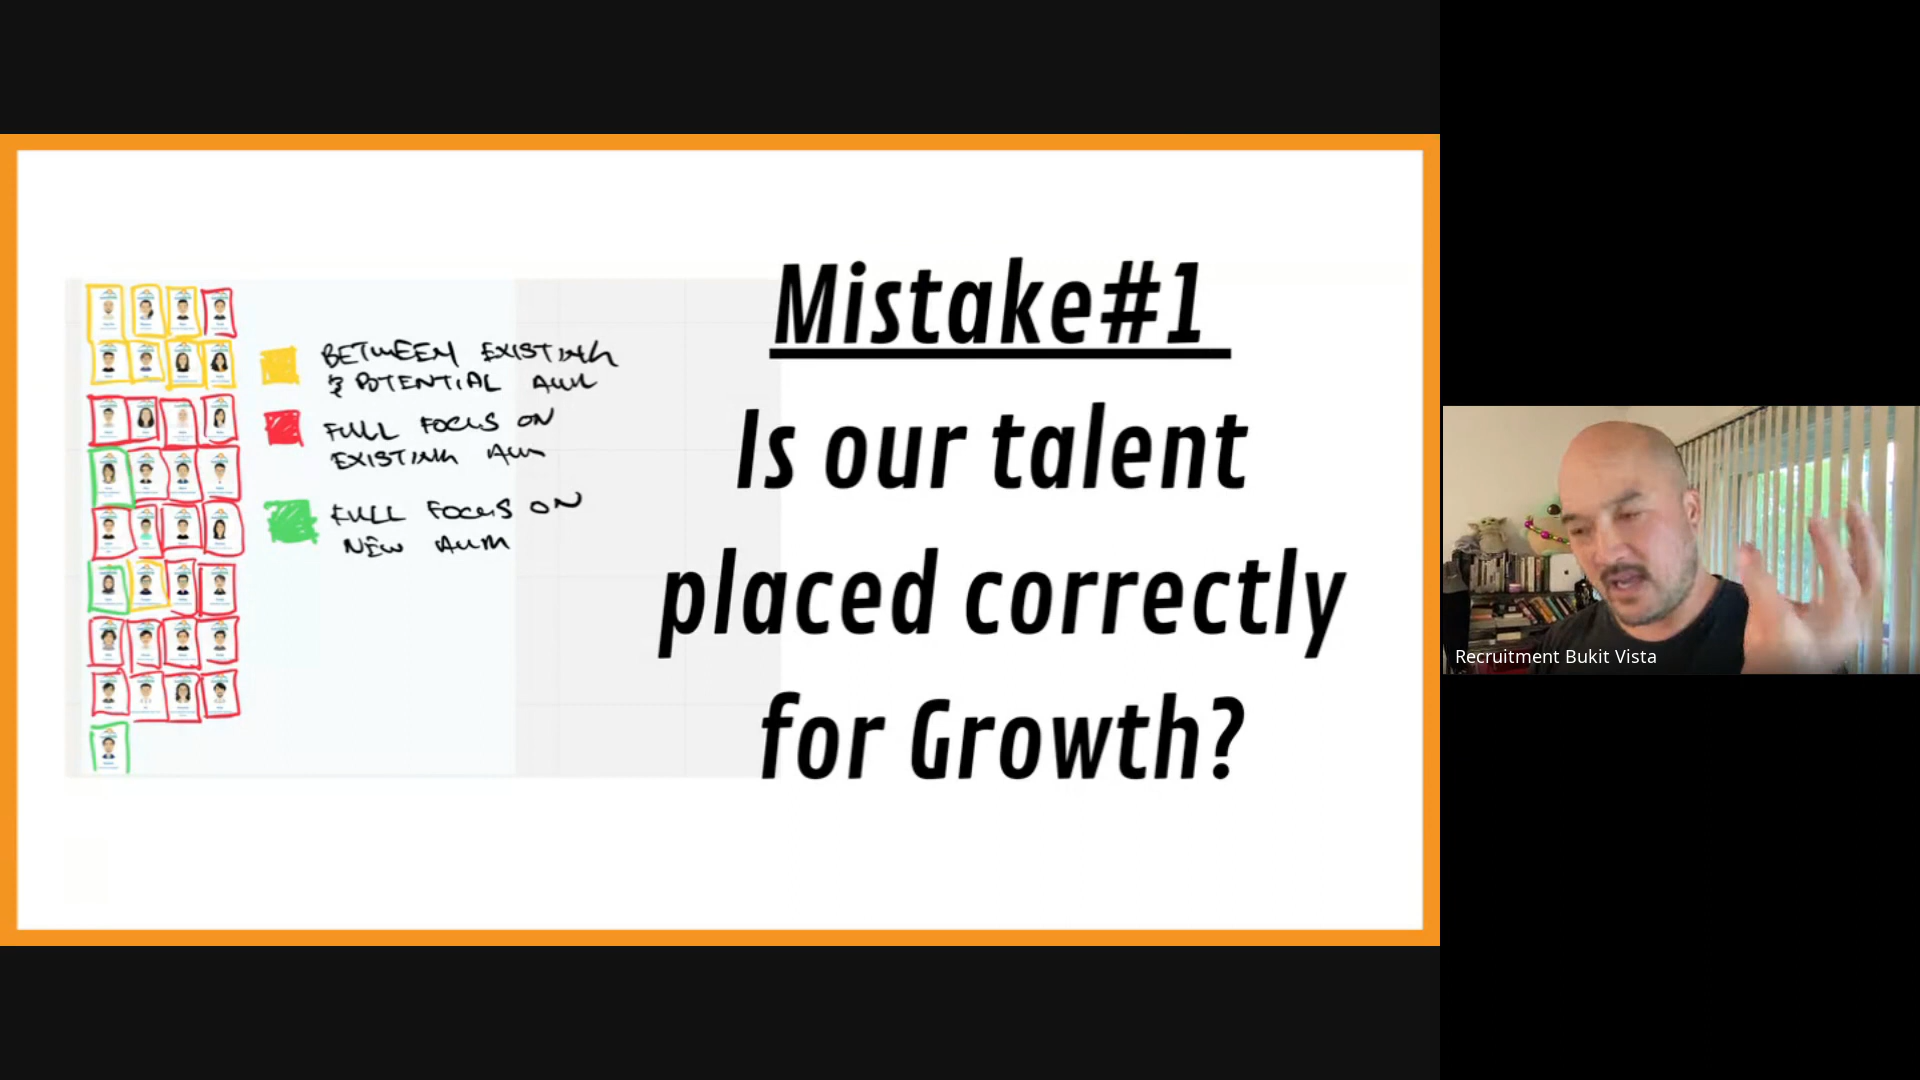 Mistake#1
Is our talent
placed correctly
for Growth?
BETWEEN EXISTING
& POTENTIAL AUM
FULL FOCUS ON
EXISTING AUM
FULL FOCUS ON
NEW AUM
Recruitment Bukit Vista